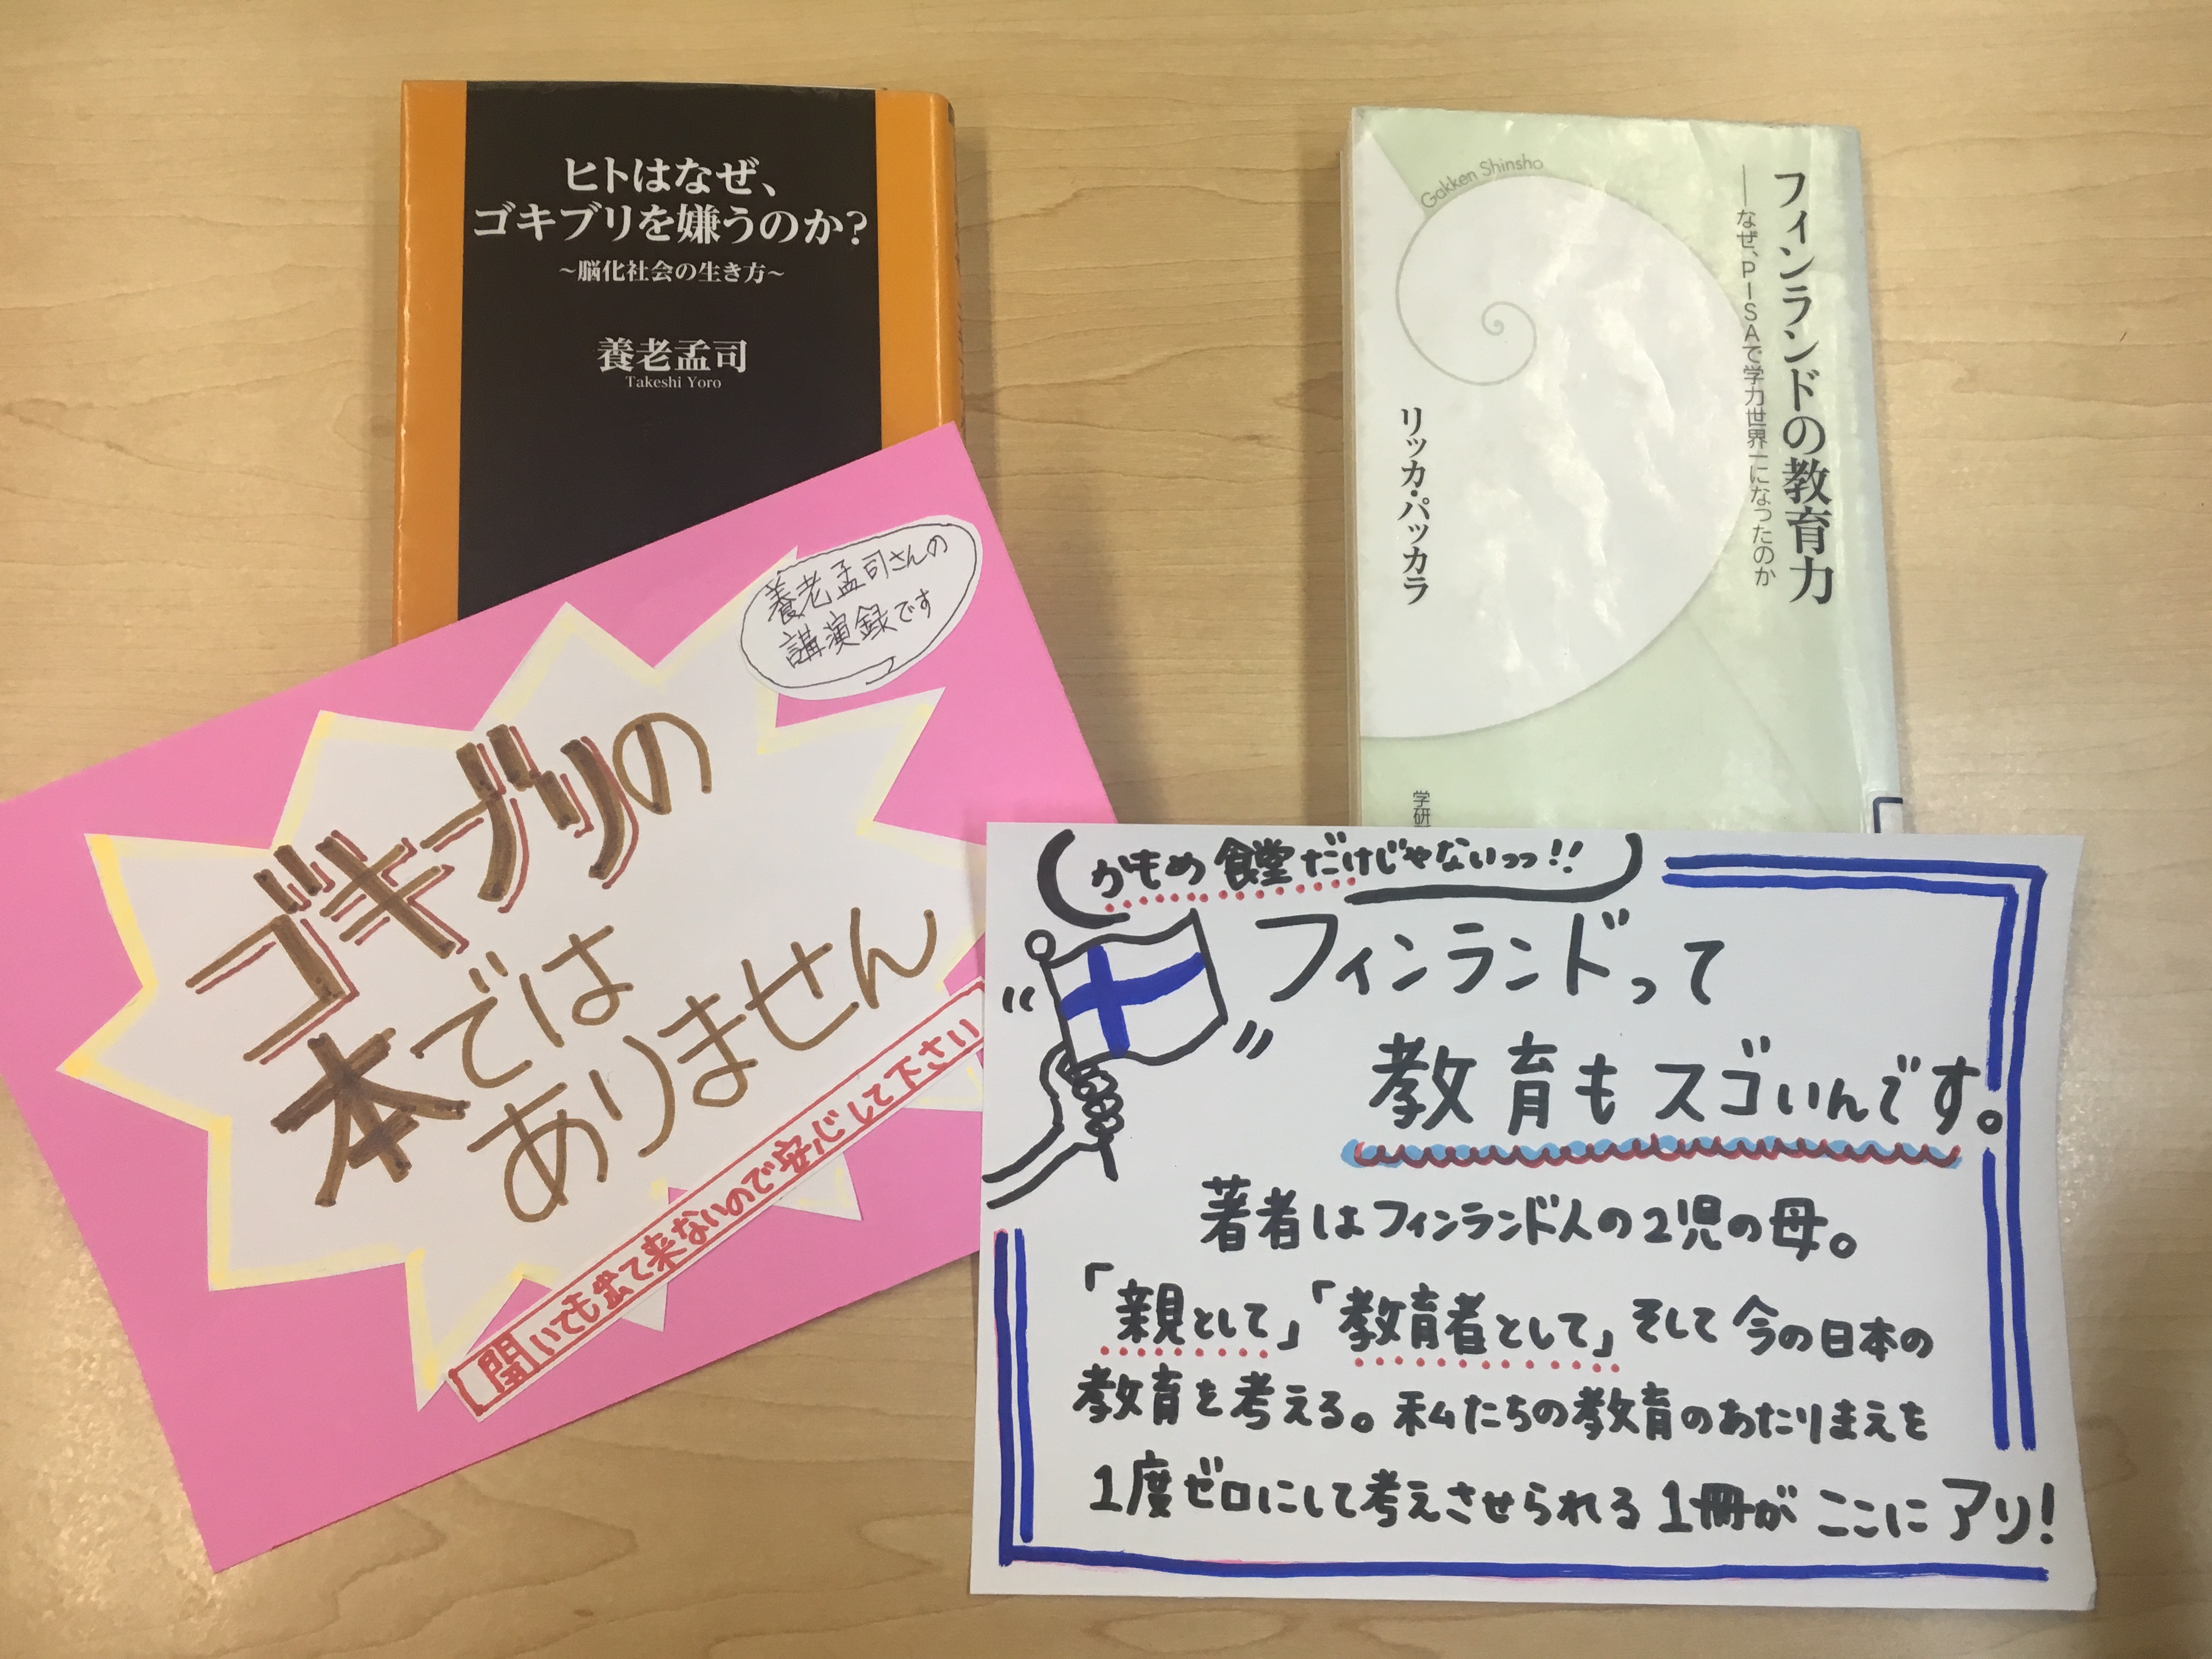 ヒトはなぜ、
ゴキブリを嫌うのか?
~脳化社会の生き方~
養老孟司
Takeshi Yoro
養老孟司さんの
講演録です
ゴキブリの
本では
ありません
開いても出て来ないので安心して下さい
Gakken Shinsho
フィンランドの教育力
──なぜ、PISAで学力世界一になったのか
リッカ・パッカラ
学研
かもめ食堂だけじゃないっっ!!
フィンランドって
教育もスゴいんです。
著者はフィンランド人の2児の母。
「親として」「教育者として」そして今の日本の
教育を考える。私たちの教育のあたりまえを
1度ゼロにして考えさせられる1冊がここにアリ!